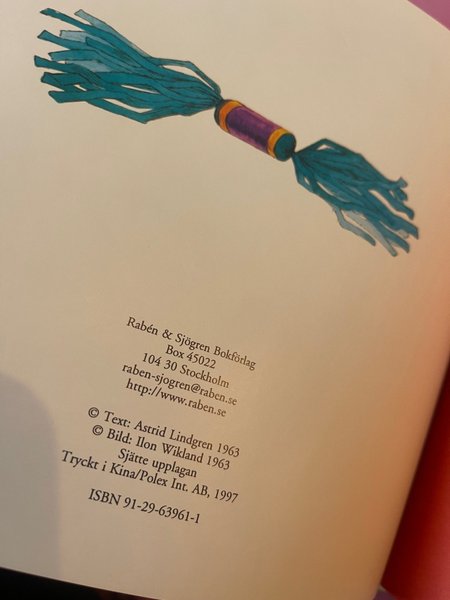 Rabén & Sjögren Bokförlag
Box 45022
104 30 Stockholm
raben-sjogren@raben.se
http://www.raben.se
© Text: Astrid Lindgren 1963
© Bild: Ilon Wikland 1963
Sjätte upplagan
Tryckt i Kina/Polex Int. AB, 1997
ISBN 91-29-63961-1